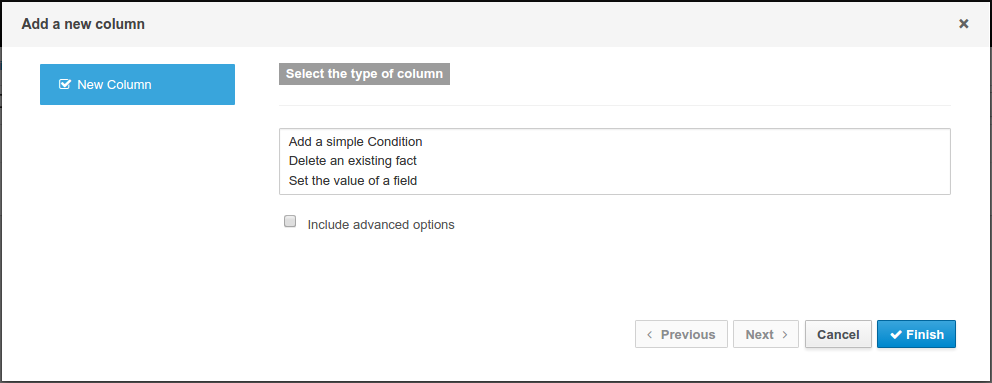 Add a new column
New Column
Select the type of column
Add a simple Condition
Delete an existing fact
Set the value of a field
Include advanced options
Previous
Next
Cancel
Finish